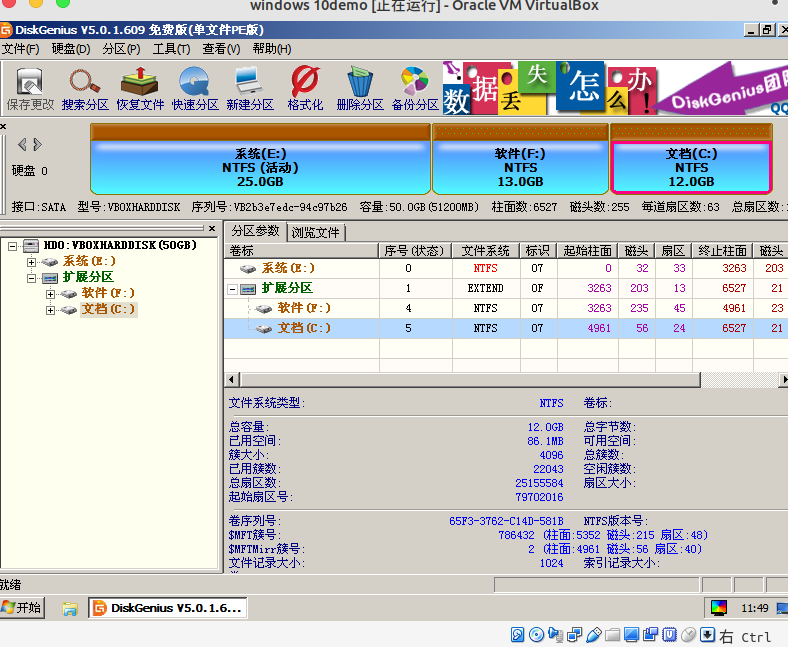 windows 10demo [正在运行] - Oracle VM VirtualBox
DiskGenius V5.0.1.609 免费版(单文件PE版)
文件(F) 硬盘(D) 分区(P) 工具(T) 查看(V) 帮助(H)
保存更改 搜索分区 恢复文件 快速分区 新建分区 格式化 删除分区 备份分区
数据丢失怎么办!
DiskGenius团队
QQ
硬盘 0
系统(E:)
NTFS (活动)
25.0GB
软件(F:)
NTFS
13.0GB
文档(C:)
NTFS
12.0GB
接口:SATA 型号:VBOXHARDDISK 序列号:VB2b3e7edc-94c97b26 容量:50.0GB(51200MB) 柱面数:6527 磁头数:255 每道扇区数:63 总扇区数:
HD0:VBOXHARDDISK(50GB)
系统(E:)
扩展分区
软件(F:)
文档(C:)
分区参数 浏览文件
卷标 序号(状态) 文件系统 标识 起始柱面 磁头 扇区 终止柱面 磁头
系统(E:) 0 NTFS 07 0 32 33 3263 203
扩展分区 1 EXTEND 0F 3263 203 13 6527 21
软件(F:) 4 NTFS 07 3263 235 45 4961 23
文档(C:) 5 NTFS 07 4961 56 24 6527 21
文件系统类型: NTFS 卷标:
总容量: 12.0GB 总字节数:
已用空间: 86.1MB 可用空间:
簇大小: 4096 总簇数:
已用簇数: 22043 空闲簇数:
总扇区数: 25155584 扇区大小:
起始扇区号: 79702016
卷序列号: 65F3-3762-C14D-581B NTFS版本号:
$MFT簇号: 786432 (柱面:5352 磁头:215 扇区:48)
$MFTMirr簇号: 2 (柱面:4961 磁头:56 扇区:40)
文件记录大小: 1024 索引记录大小:
就绪
开始 DiskGenius V5.0.1.6... 11:49
右 Ctrl